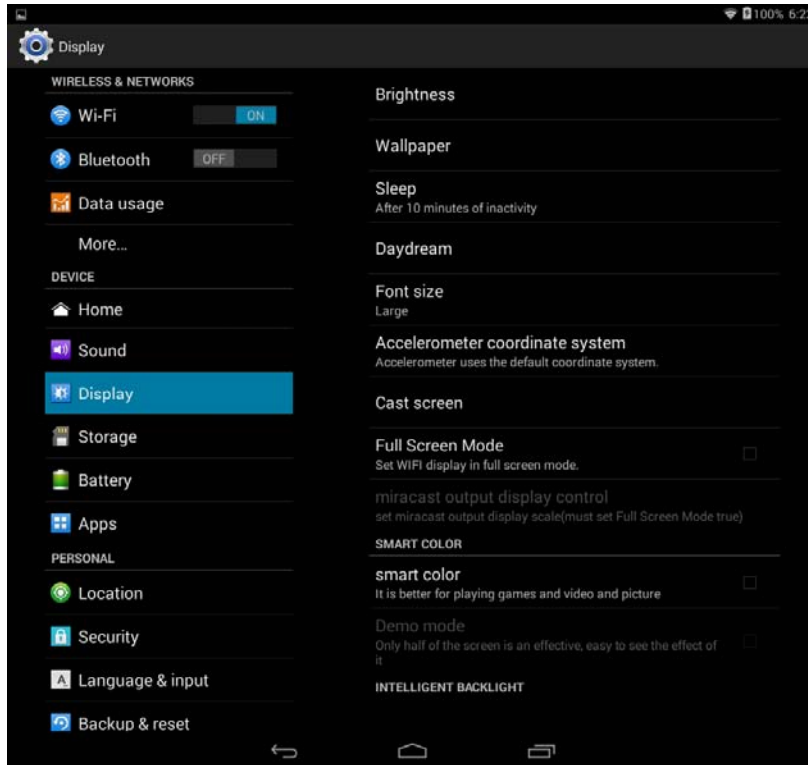 100% 6:22
Display
WIRELESS & NETWORKS
Wi-Fi ON
Bluetooth OFF
Data usage
More...
DEVICE
Home
Sound
Display
Storage
Battery
Apps
PERSONAL
Location
Security
A Language & input
Backup & reset
Brightness
Wallpaper
Sleep
After 10 minutes of inactivity
Daydream
Font size
Large
Accelerometer coordinate system
Accelerometer uses the default coordinate system.
Cast screen
Full Screen Mode
Set WIFI display in full screen mode.
miracast output display control
set miracast output display scale(must set Full Screen Mode true)
SMART COLOR
smart color
It is better for playing games and video and picture
Demo mode
Only half of the screen is an effective, easy to see the effect of
it
INTELLIGENT BACKLIGHT